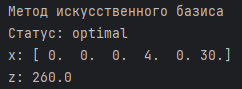 Метод искусственного базиса
Статус: optimal
x: [ 0.  0.  0.  4.  0. 30.]
z: 260.0